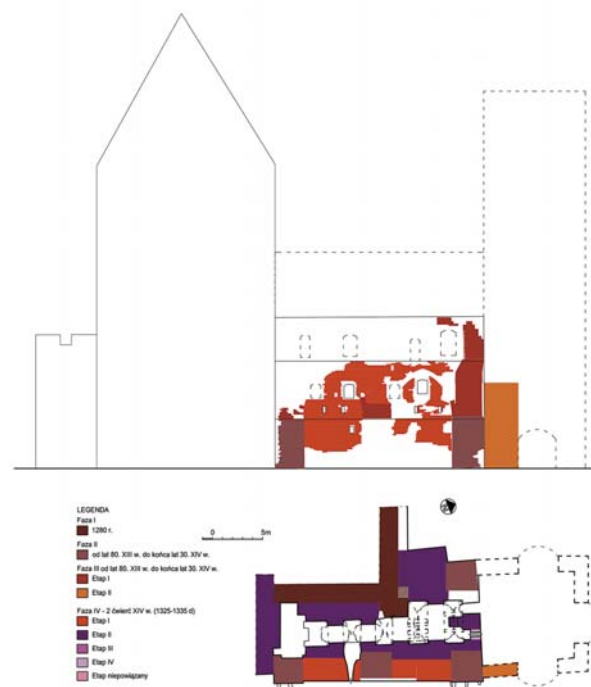 LEGENDA
Faza I
1280 r.
Faza II
od lat 80. XIII w. do końca lat 30. XIV w.
Faza III od lat 80. XIII w. do końca lat 30. XIV w.
Etap I
Etap II
Faza IV - 2 ćwierć XIV w. (1325-1335 d)
Etap I
Etap II
Etap III
Etap IV
Etap niepowiązany
0 5m